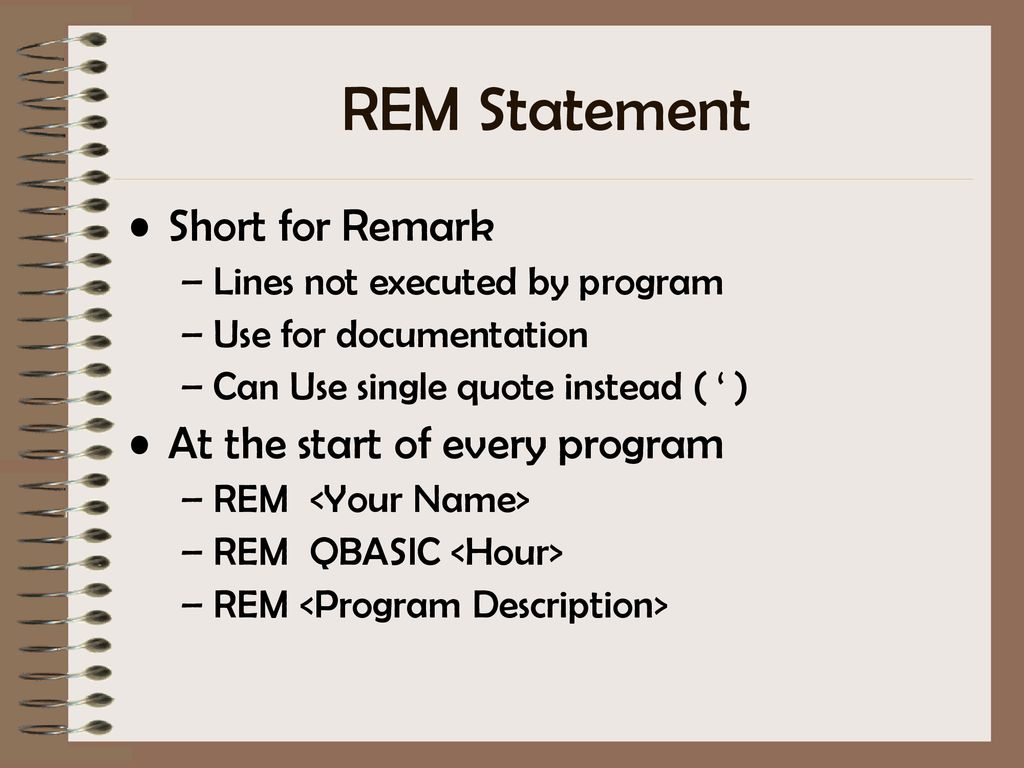 REM Statement
• Short for Remark
– Lines not executed by program
– Use for documentation
– Can Use single quote instead ( ‘ )
• At the start of every program
– REM  <Your Name>
– REM  QBASIC <Hour>
– REM <Program Description>